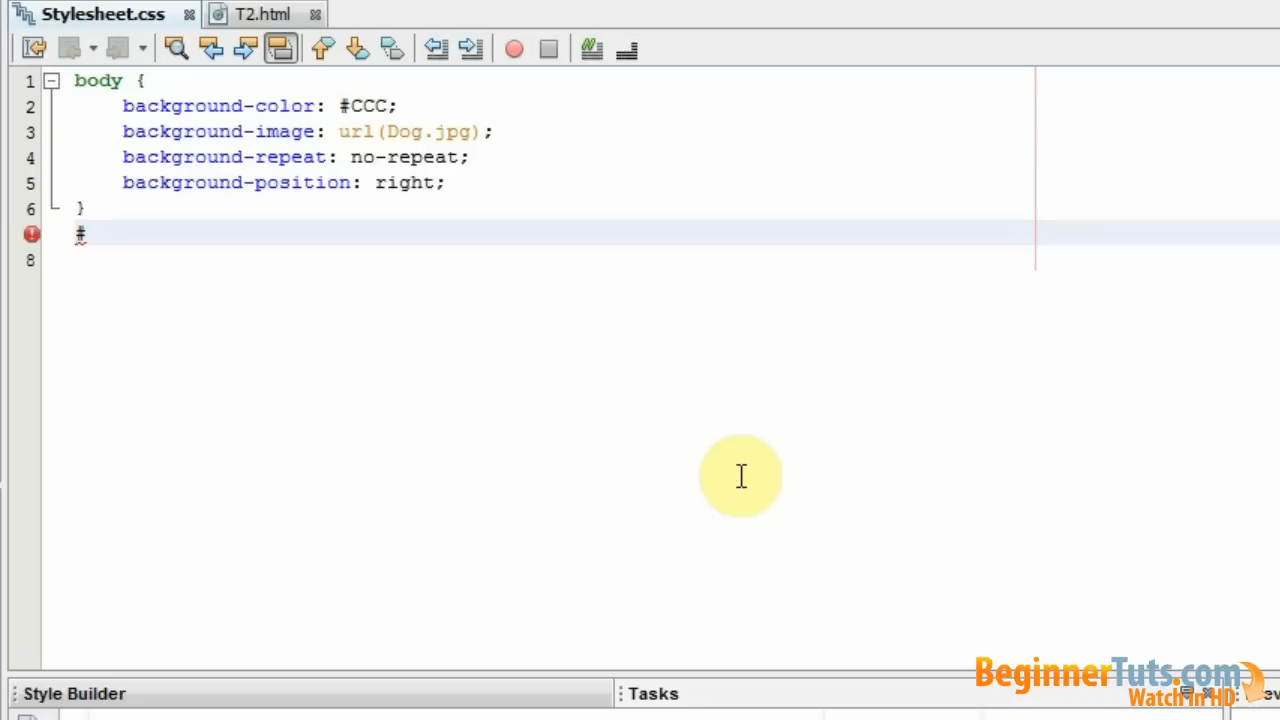 Stylesheet.css T2.html
1 body {
2 background-color: #CCC;
3 background-image: url(Dog.jpg);
4 background-repeat: no-repeat;
5 background-position: right;
6 }
#
8
BeginnerTuts.com
Watch in HD
Style Builder Tasks